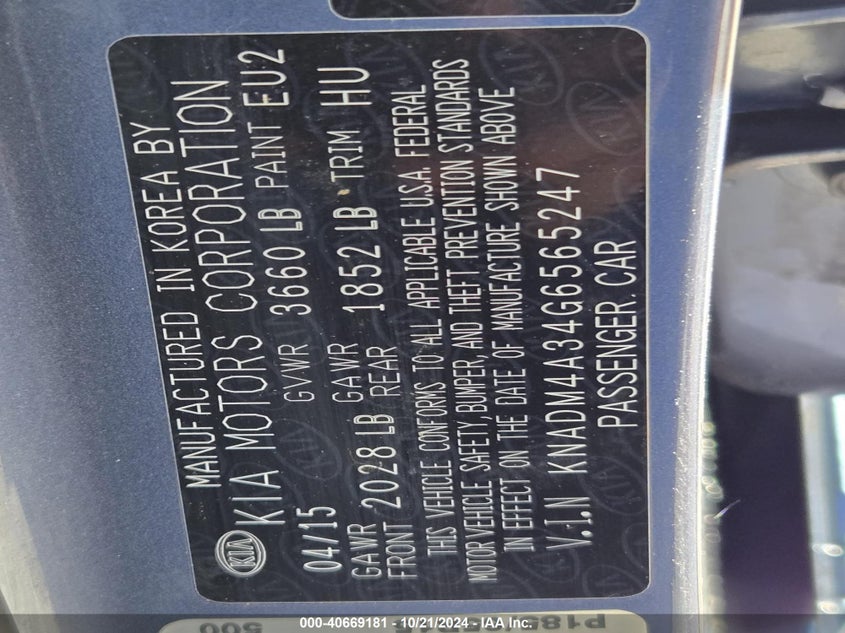 MANUFACTURED IN KOREA BY
KIA KIA MOTORS CORPORATION
04/15 GVWR 3660 LB PAINT EU2
GAWR FRONT 2028 LB GAWR REAR 1852 LB TRIM HU
THIS VEHICLE CONFORMS TO ALL APPLICABLE U.S.A. FEDERAL
MOTOR VEHICLE SAFETY, BUMPER, AND THEFT PREVENTION STANDARDS
IN EFFECT ON THE DATE OF MANUFACTURE SHOWN ABOVE
V.I.N KNADM4A34G6565247
PASSENGER CAR
500
000-40669181 - 10/21/2024 - IAA Inc.